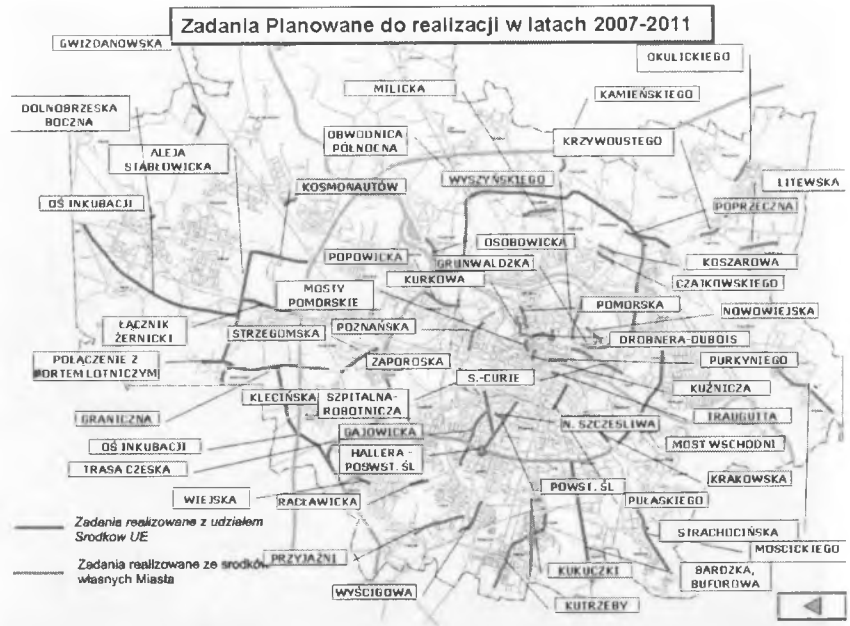 Zadania Planowane do realizacji w latach 2007-2011
GWIZDANOWSKA
OKULICKIEGO
MILICKA
KAMIEŃSKIEGO
DOLNOBRZESKA
BOCZNA
OBWODNICA
PÓŁNOCNA
KRZYWOUSTEGO
ALEJA
STABŁOWICKA
WYSZYŃSKIEGO
LITEWSKA
KOSMONAUTÓW
OŚ INKUBACJI
POPRZECZNA
OSOBOWICKA
POPOWICKA
GRUNWALDZKA
KOSZAROWA
KURKOWA
CZAJKOWSKIEGO
MOSTY
POMORSKIE
POMORSKA
NOWOWIEJSKA
ŁĄCZNIK
ŻERNICKI
STRZEGOMSKA
POZNAŃSKA
DROBNERA-DUBOIS
POŁĄCZENIE Z
PORTEM LOTNICZYM
ZAPOROSKA
PURKYNIEGO
S.-CURIE
KUŹNICZA
KLECIŃSKA
SZPITALNA-
ROBOTNICZA
GRANICZNA
TRAUGUTTA
GAJOWICKA
N. SZCZEŚLIWA
OŚ INKUBACJI
MOST WSCHODNI
HALLERA -
POSWST. ŚL
TRASA CZESKA
KRAKOWSKA
POWST. ŚL
WIEJSKA
RACŁAWICKA
PUŁASKIEGO
Zadania realizowane z udziałem
Srodkow UE
STRACHOCIŃSKA
MOŚCICKIEGO
PRZYJAŹNI
Zadania realizowane ze srodków
własnych Miasta
KUKUCZKI
BARDZKA,
BUFOROWA
WYŚCIGOWA
KUTRZEBY